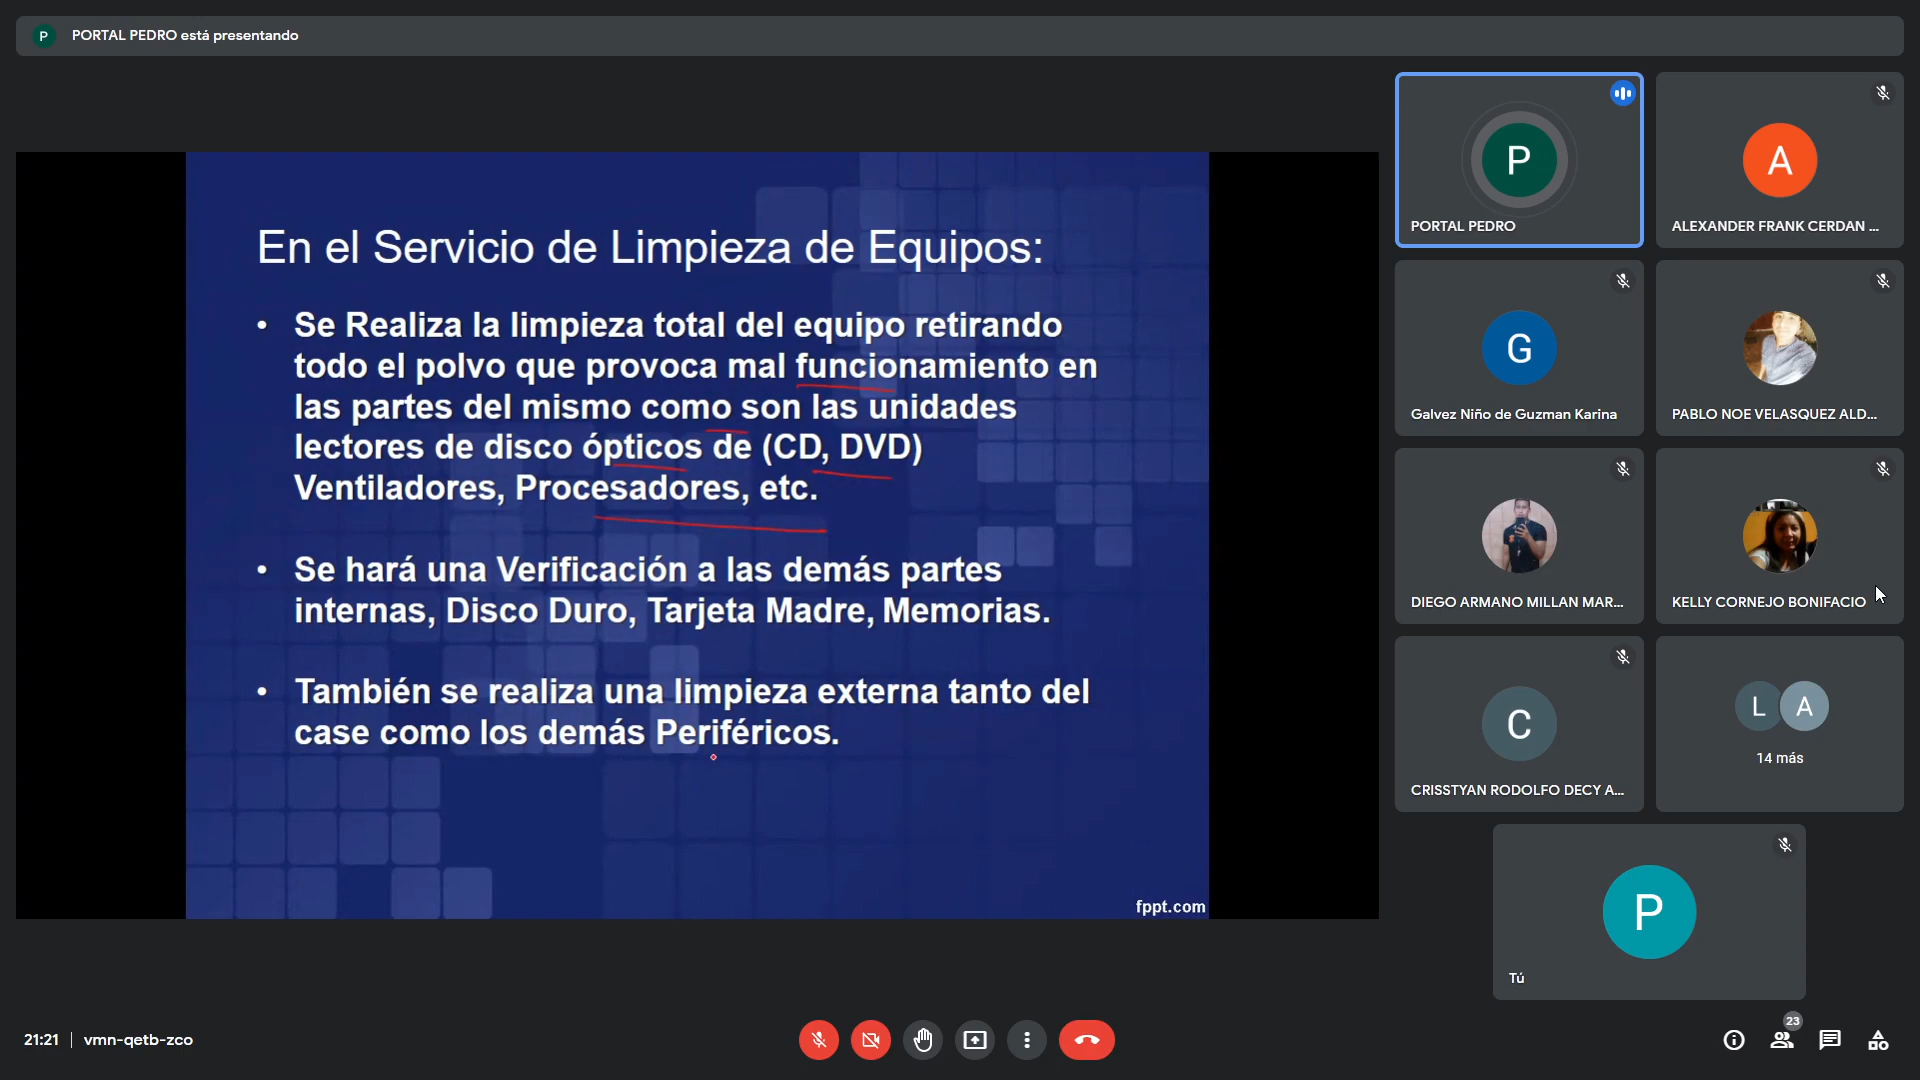 P PORTAL PEDRO está presentando
En el Servicio de Limpieza de Equipos:
• Se Realiza la limpieza total del equipo retirando
todo el polvo que provoca mal funcionamiento en
las partes del mismo como son las unidades
lectores de disco ópticos de (CD, DVD)
Ventiladores, Procesadores, etc.
• Se hará una Verificación a las demás partes
internas, Disco Duro, Tarjeta Madre, Memorias.
• También se realiza una limpieza externa tanto del
case como los demás Periféricos.
fppt.com
P
PORTAL PEDRO
A
ALEXANDER FRANK CERDAN ...
G
Galvez Niño de Guzman Karina
PABLO NOE VELASQUEZ ALD...
DIEGO ARMANO MILLAN MAR...
KELLY CORNEJO BONIFACIO
C
CRISSTYAN RODOLFO DECY A...
L A
14 más
P
Tú
21:21 | vmn-qetb-zco
23